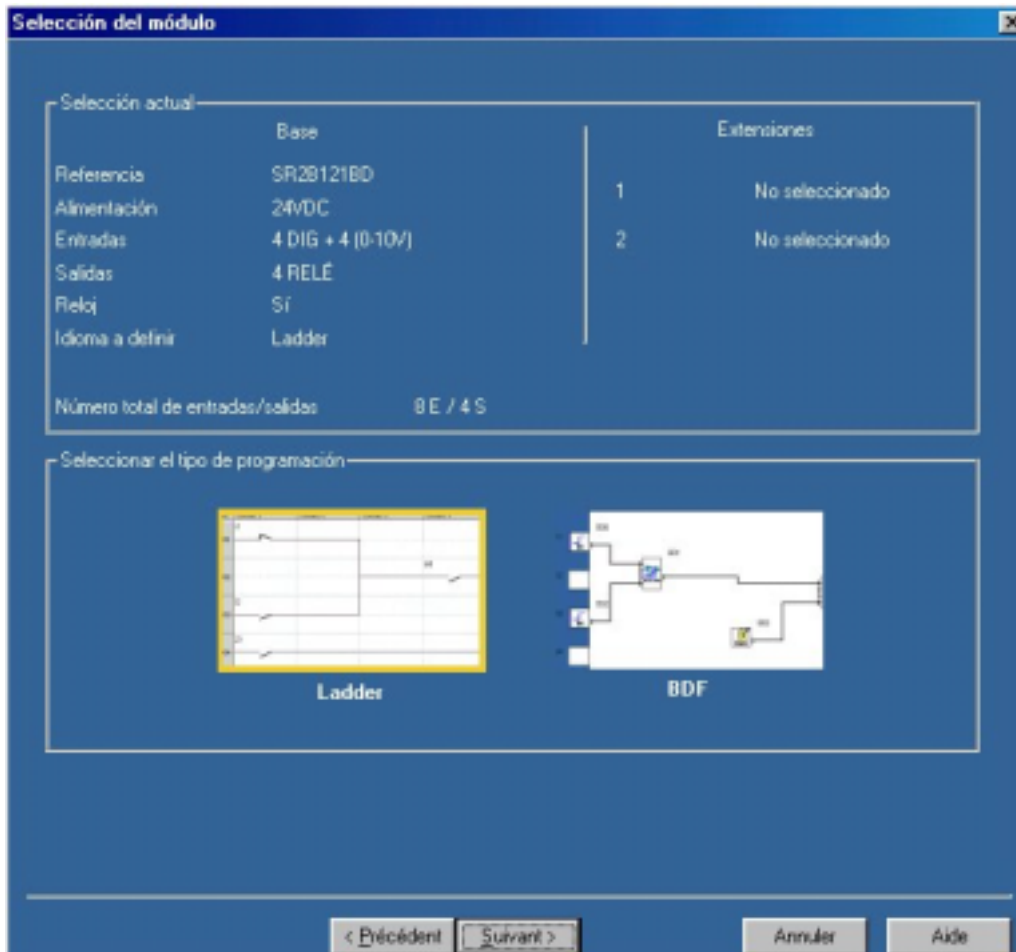 Selección del módulo
Selección actual
Base
Extensiones
Referencia SR2B121BD
1 No seleccionado
Alimentación 24VDC
Entradas 4 DIG + 4 (0-10V)
2 No seleccionado
Salidas 4 RELÉ
Reloj Sí
Idioma a definir Ladder
Número total de entradas/salidas 8 E / 4 S
Seleccionar el tipo de programación
Ladder
BDF
< Précédent
Suivant >
Annuler
Aide